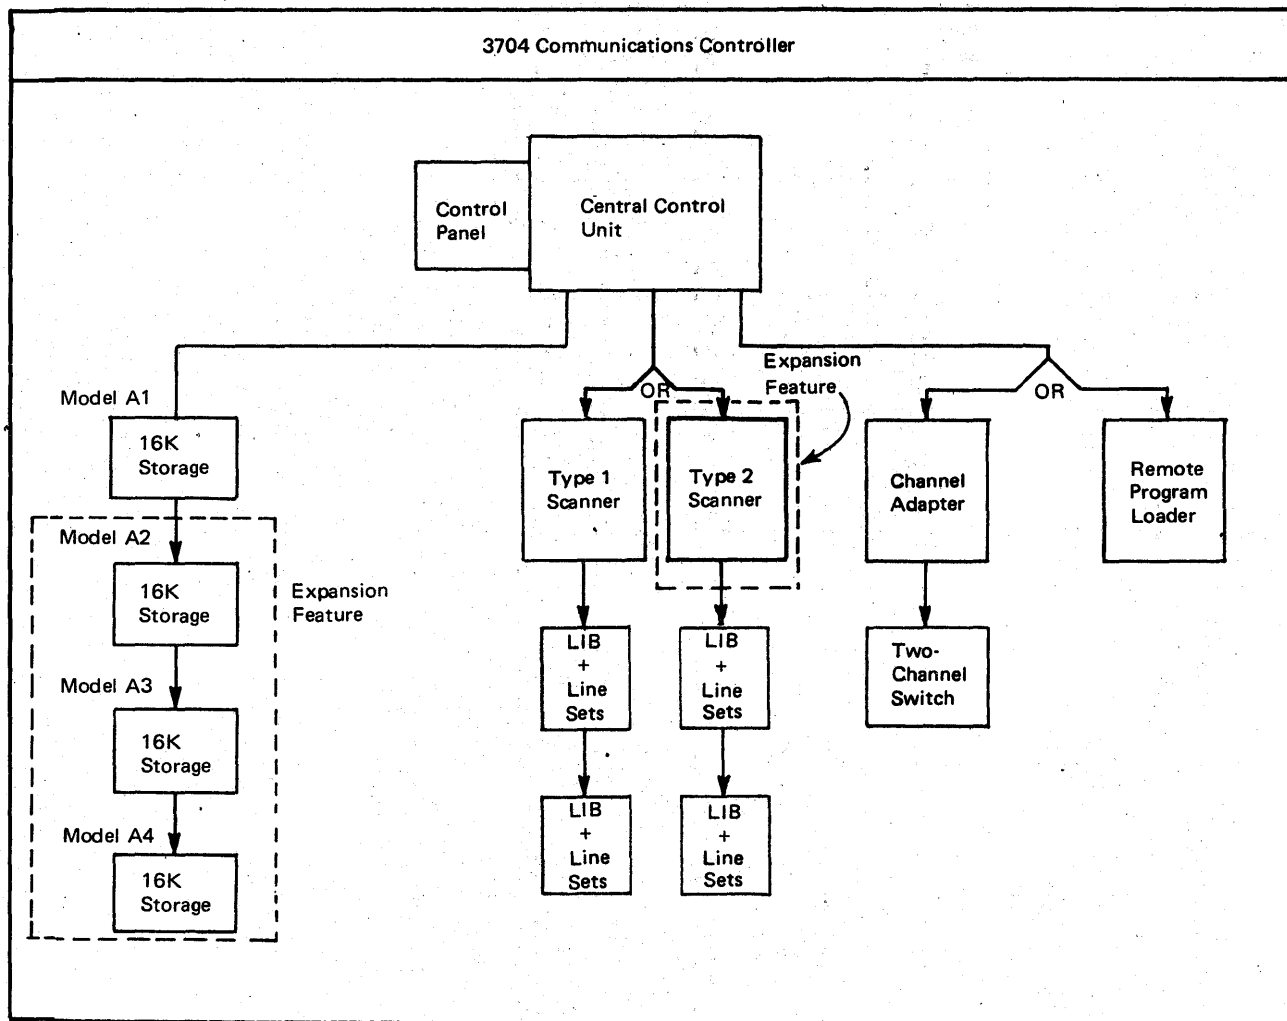 3704 Communications Controller
Control
Panel
Central Control
Unit
Expansion
Feature
OR
OR
Model A1
16K
Storage
Type 1
Scanner
Type 2
Scanner
Channel
Adapter
Remote
Program
Loader
Model A2
16K
Storage
Expansion
Feature
LIB
+
Line
Sets
LIB
+
Line
Sets
Two-
Channel
Switch
Model A3
16K
Storage
LIB
+
Line
Sets
LIB
+
Line
Sets
Model A4
16K
Storage